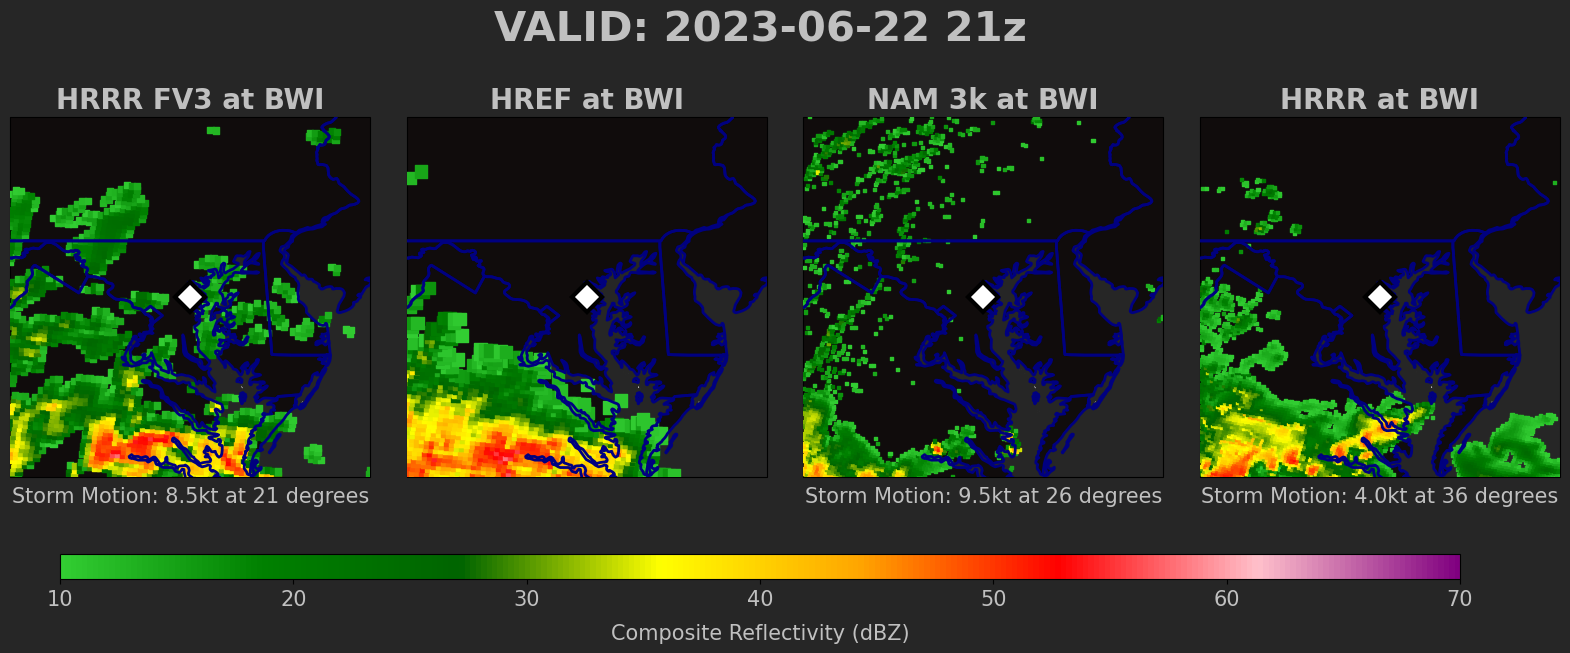 VALID: 2023-06-22 21z
HRRR FV3 at BWI
HREF at BWI
NAM 3k at BWI
HRRR at BWI
Storm Motion: 8.5kt at 21 degrees
Storm Motion: 9.5kt at 26 degrees
Storm Motion: 4.0kt at 36 degrees
10 20 30 40 50 60 70
Composite Reflectivity (dBZ)